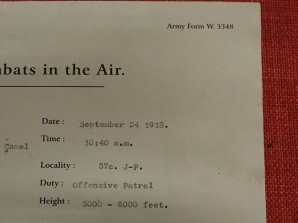 Army Form W. 3348
bats in the Air.
Date : September 24 1918.
Camel Time : 10:40 a.m.
Locality : 57c. J-P.
Duty : Offensive Patrol
Height : 5000 - 6000 feet.